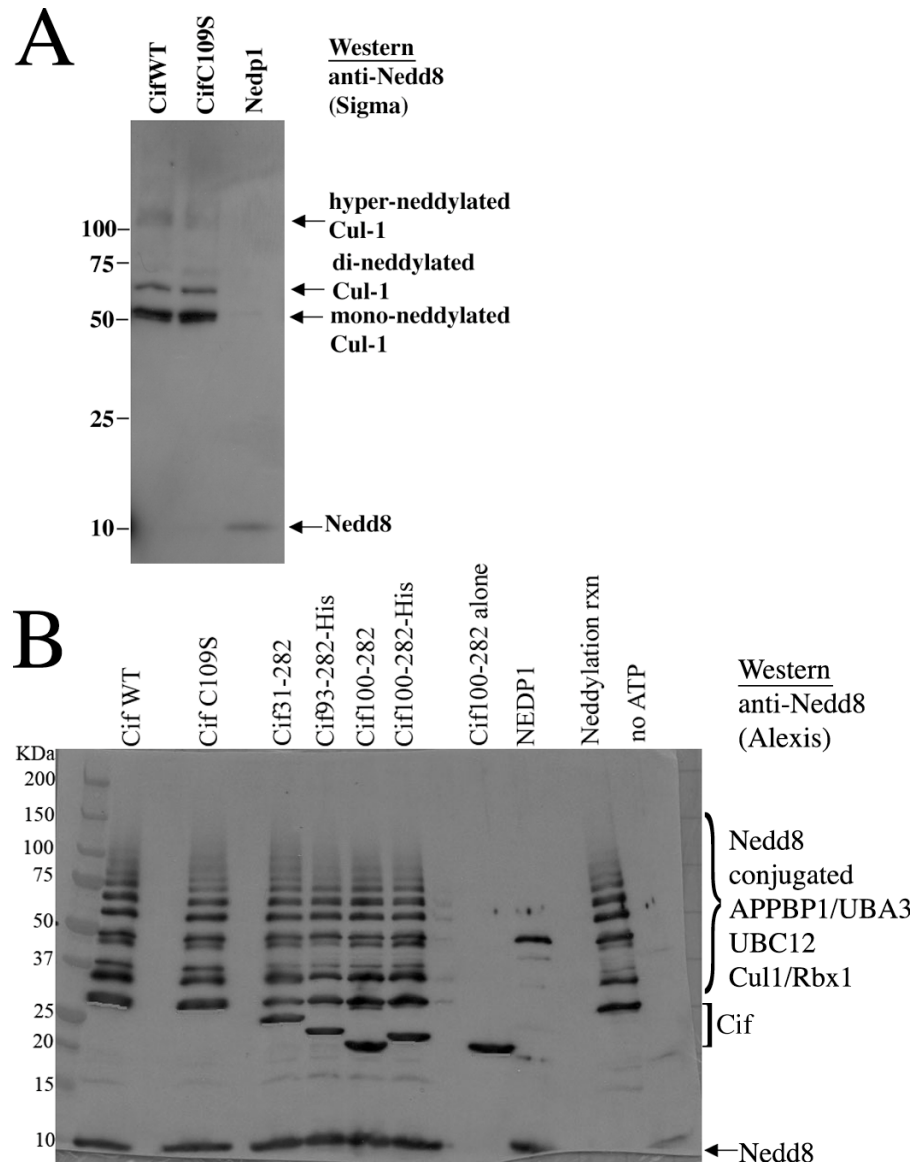 A
CifWT
CifC109S
Nedp1
Western
anti-Nedd8
(Sigma)
100
75
50
25
10
hyper-neddylated
Cul-1
di-neddylated
Cul-1
mono-neddylated
Cul-1
Nedd8
B
Cif WT
Cif C109S
Cif31-282
Cif93-282-His
Cif100-282
Cif100-282-His
Cif100-282 alone
NEDP1
Neddylation rxn
no ATP
Western
anti-Nedd8
(Alexis)
KDa
200
150
100
75
50
37
25
20
15
10
Nedd8
conjugated
APPBP1/UBA3
UBC12
Cul1/Rbx1
Cif
Nedd8